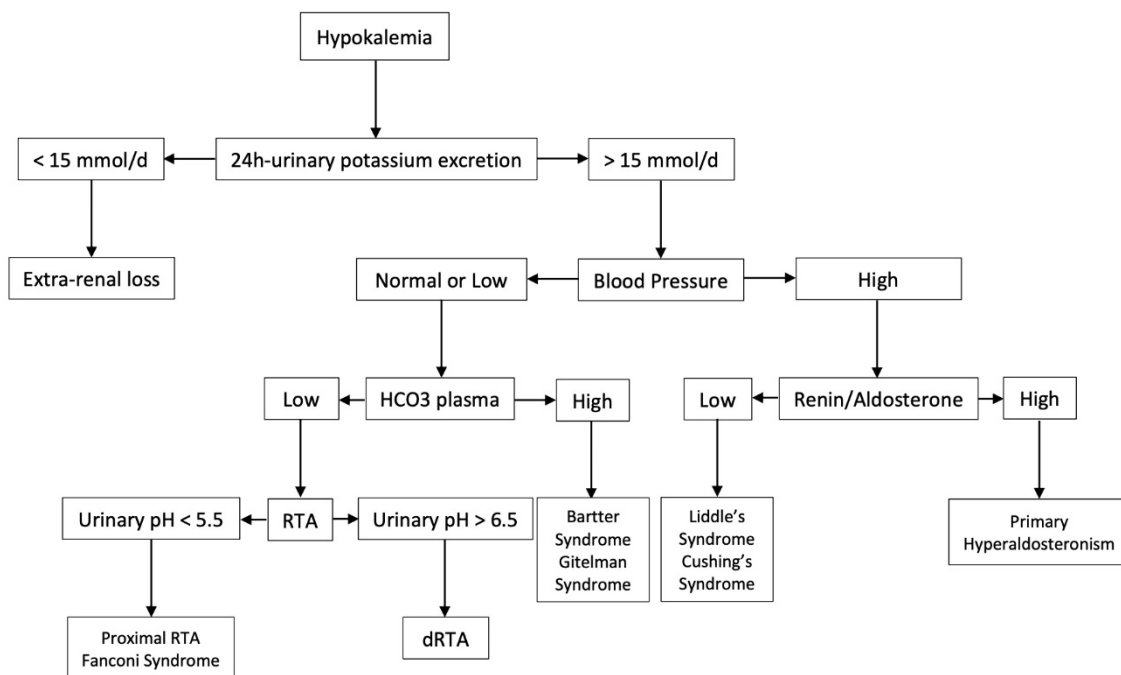 Hypokalemia
< 15 mmol/d
24h-urinary potassium excretion
> 15 mmol/d
Extra-renal loss
Normal or Low
Blood Pressure
High
Low
HCO3 plasma
High
Low
Renin/Aldosterone
High
Urinary pH < 5.5
RTA
Urinary pH > 6.5
Bartter
Syndrome
Gitelman
Syndrome
Liddle's
Syndrome
Cushing's
Syndrome
Primary
Hyperaldosteronism
Proximal RTA
Fanconi Syndrome
dRTA